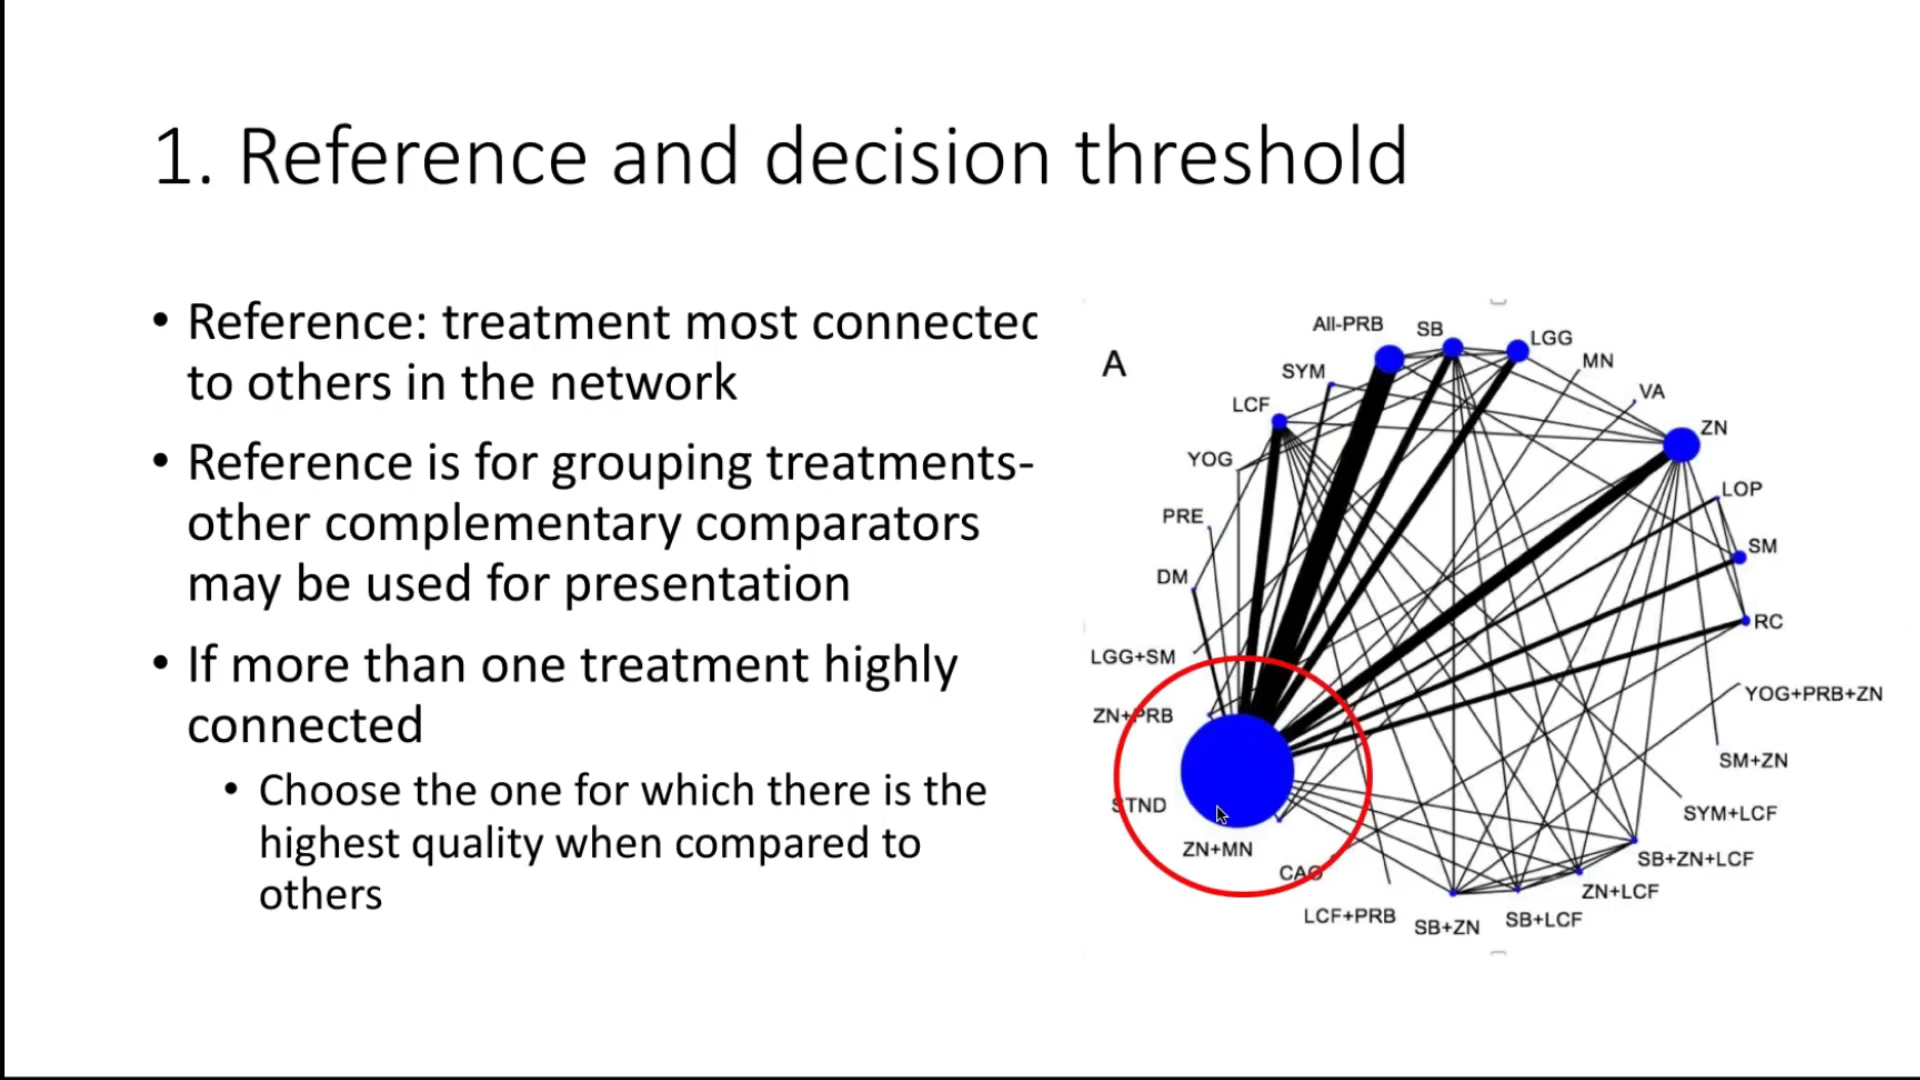 1. Reference and decision threshold
• Reference: treatment most connected
to others in the network
• Reference is for grouping treatments-
other complementary comparators
may be used for presentation
• If more than one treatment highly
connected
• Choose the one for which there is the
highest quality when compared to
others
A
All-PRB
SB
LGG
MN
SYM
VA
LCF
ZN
YOG
LOP
PRE
SM
DM
RC
LGG+SM
YOG+PRB+ZN
ZN+PRB
SM+ZN
STND
SYM+LCF
ZN+MN
SB+ZN+LCF
CAO
ZN+LCF
LCF+PRB
SB+ZN
SB+LCF